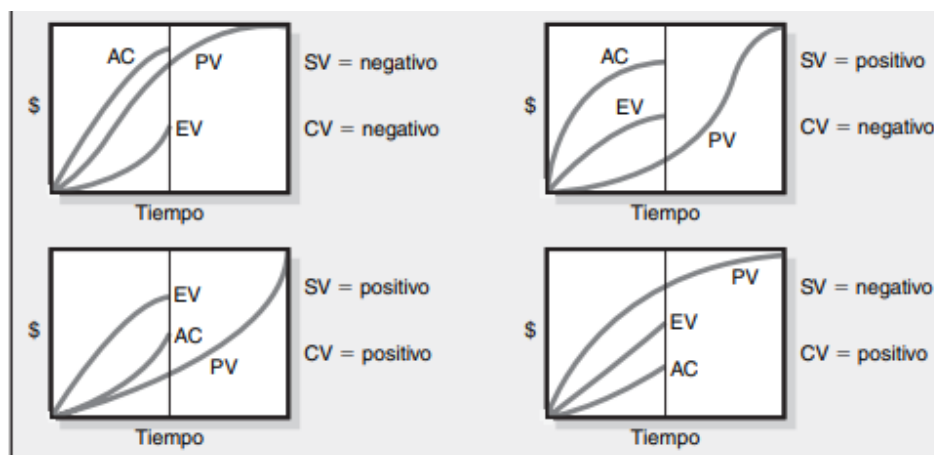 AC
PV
SV = negativo
$
EV
CV = negativo
Tiempo
AC
SV = positivo
$
EV
CV = negativo
PV
Tiempo
EV
SV = positivo
$
AC
CV = positivo
PV
Tiempo
PV
SV = negativo
$
EV
CV = positivo
AC
Tiempo